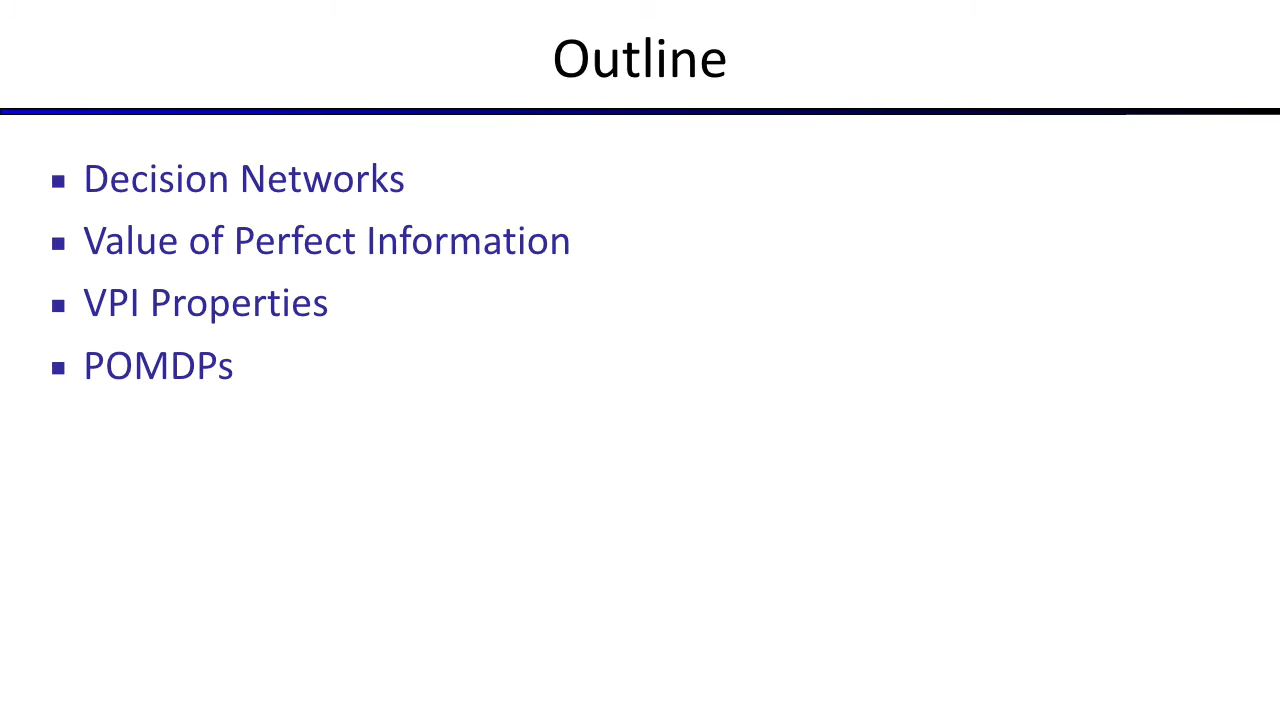 Outline
▪ Decision Networks
▪ Value of Perfect Information
▪ VPI Properties
▪ POMDPs